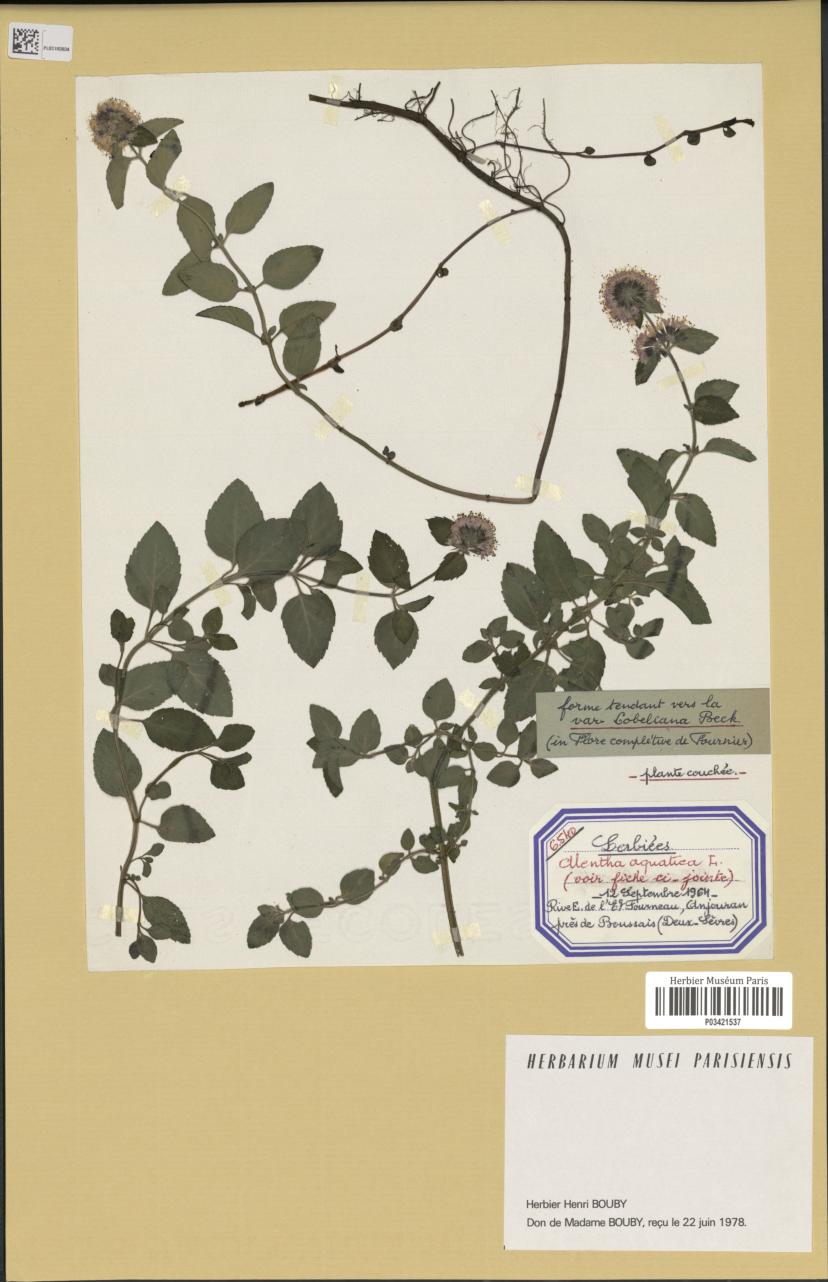 forme tendant vers la
var. Lobeliana Beck
(in Flore complétive de Fournier)
- plante couchée. -
6540
Labiées
Mentha aquatica L.
(voir fiche ci-jointe)
- 12 Septembre 1964 -
Rive E. de l'Et. Fourneau, Anjouran
près de Boussais (Deux-Sèvres)
Herbier Muséum Paris
P03421537
HERBARIUM MUSEI PARISIENSIS
Herbier Henri BOUBY
Don de Madame BOUBY, reçu le 22 juin 1978.